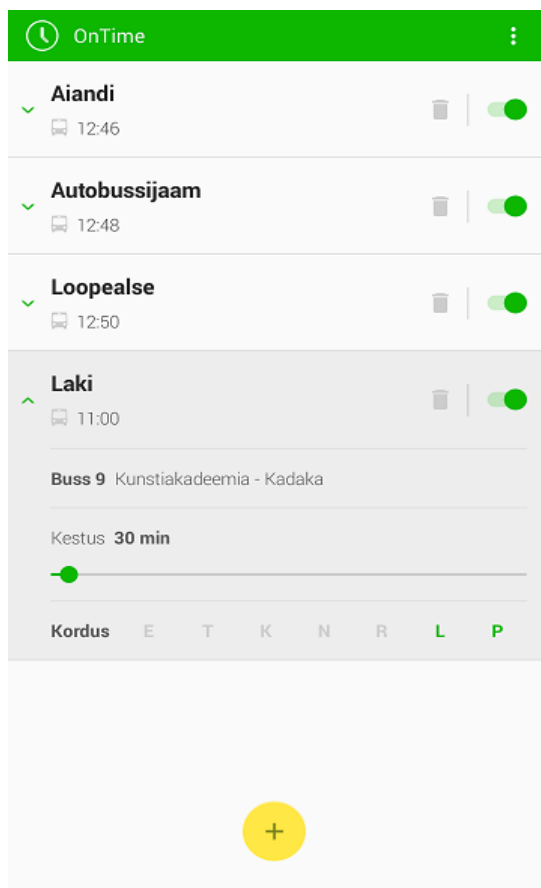 OnTime
Aiandi
12:46
Autobussijaam
12:48
Loopealse
12:50
Laki
11:00
Buss 9 Kunstiakadeemia - Kadaka
Kestus 30 min
Kordus E T K N R L P
+